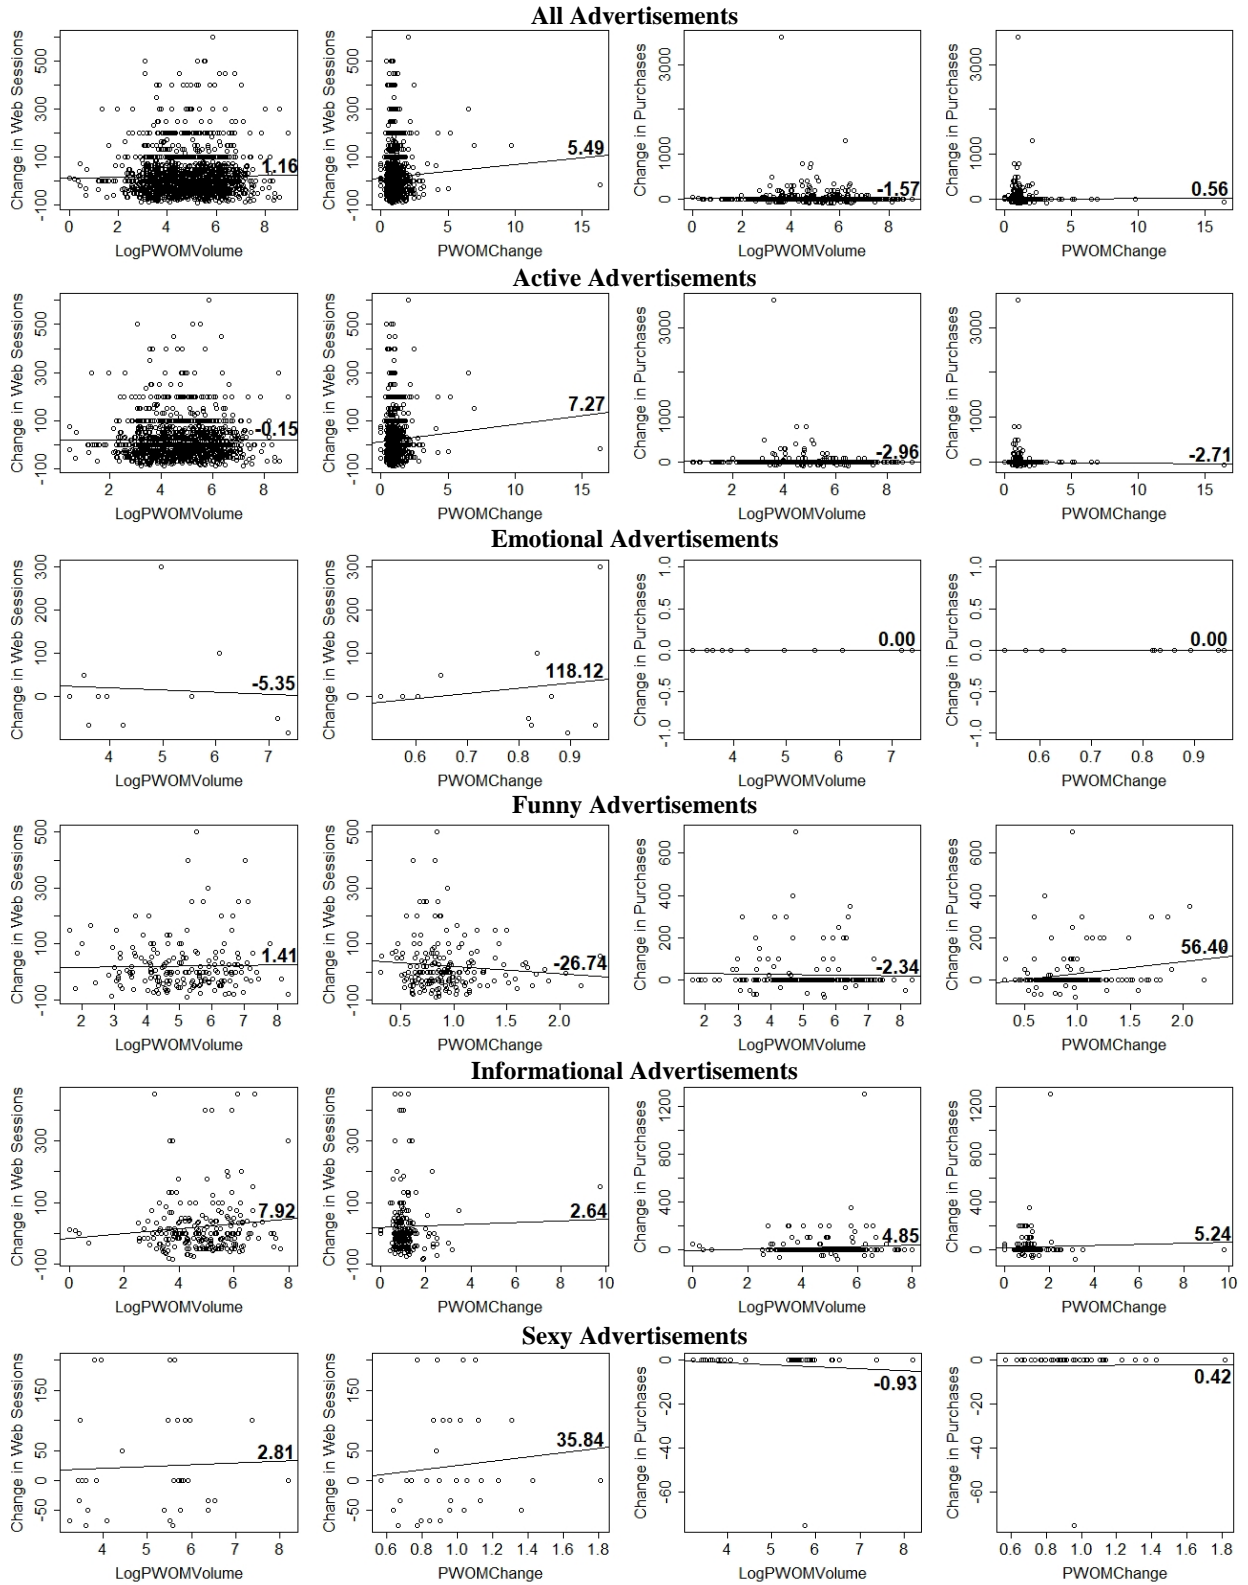 All Advertisements
Change in Web Sessions
500
300
100
-100
1.16
0 2 4 6 8
LogPWOMVolume
Change in Web Sessions
500
300
100
-100
5.49
0 5 10 15
PWOMChange
Change in Purchases
3000
1000
0
-1.57
0 2 4 6 8
LogPWOMVolume
Change in Purchases
3000
1000
0
0.56
0 5 10 15
PWOMChange
Active Advertisements
Change in Web Sessions
500
300
100
-100
-0.15
2 4 6 8
LogPWOMVolume
Change in Web Sessions
500
300
100
-100
7.27
0 5 10 15
PWOMChange
Change in Purchases
3000
1000
0
-2.96
2 4 6 8
LogPWOMVolume
Change in Purchases
3000
1000
0
-2.71
0 5 10 15
PWOMChange
Emotional Advertisements
Change in Web Sessions
300
200
100
0
-5.35
4 5 6 7
LogPWOMVolume
Change in Web Sessions
300
200
100
0
118.12
0.6 0.7 0.8 0.9
PWOMChange
Change in Purchases
1.0
0.5
0.0
-0.5
-1.0
0.00
4 5 6 7
LogPWOMVolume
Change in Purchases
1.0
0.5
0.0
-0.5
-1.0
0.00
0.6 0.7 0.8 0.9
PWOMChange
Funny Advertisements
Change in Web Sessions
500
300
100
-100
1.41
2 3 4 5 6 7 8
LogPWOMVolume
Change in Web Sessions
500
300
100
-100
-26.74
0.5 1.0 1.5 2.0
PWOMChange
Change in Purchases
600
400
200
0
-2.34
2 3 4 5 6 7 8
LogPWOMVolume
Change in Purchases
600
400
200
0
56.40
0.5 1.0 1.5 2.0
PWOMChange
Informational Advertisements
Change in Web Sessions
300
100
-100
7.92
0 2 4 6 8
LogPWOMVolume
Change in Web Sessions
300
100
-100
2.64
0 2 4 6 8 10
PWOMChange
Change in Purchases
1200
800
400
0
4.85
0 2 4 6 8
LogPWOMVolume
Change in Purchases
1200
800
400
0
5.24
0 2 4 6 8 10
PWOMChange
Sexy Advertisements
Change in Web Sessions
150
50
0
-50
2.81
4 5 6 7 8
LogPWOMVolume
Change in Web Sessions
150
50
0
-50
35.84
0.6 0.8 1.0 1.2 1.4 1.6 1.8
PWOMChange
Change in Purchases
0
-20
-40
-60
-0.93
4 5 6 7 8
LogPWOMVolume
Change in Purchases
0
-20
-40
-60
0.42
0.6 0.8 1.0 1.2 1.4 1.6 1.8
PWOMChange